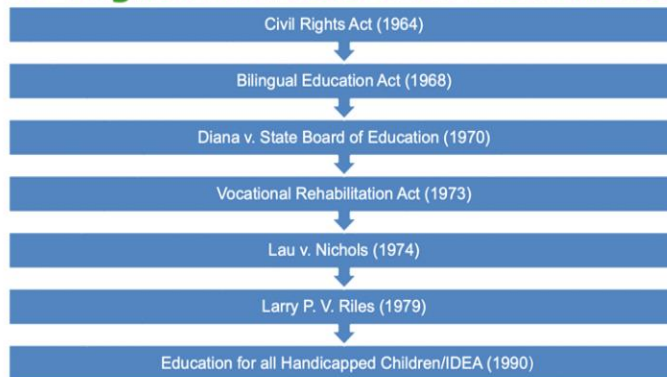 Civil Rights Act (1964)
Bilingual Education Act (1968)
Diana v. State Board of Education (1970)
Vocational Rehabilitation Act (1973)
Lau v. Nichols (1974)
Larry P. V. Riles (1979)
Education for all Handicapped Children/IDEA (1990)